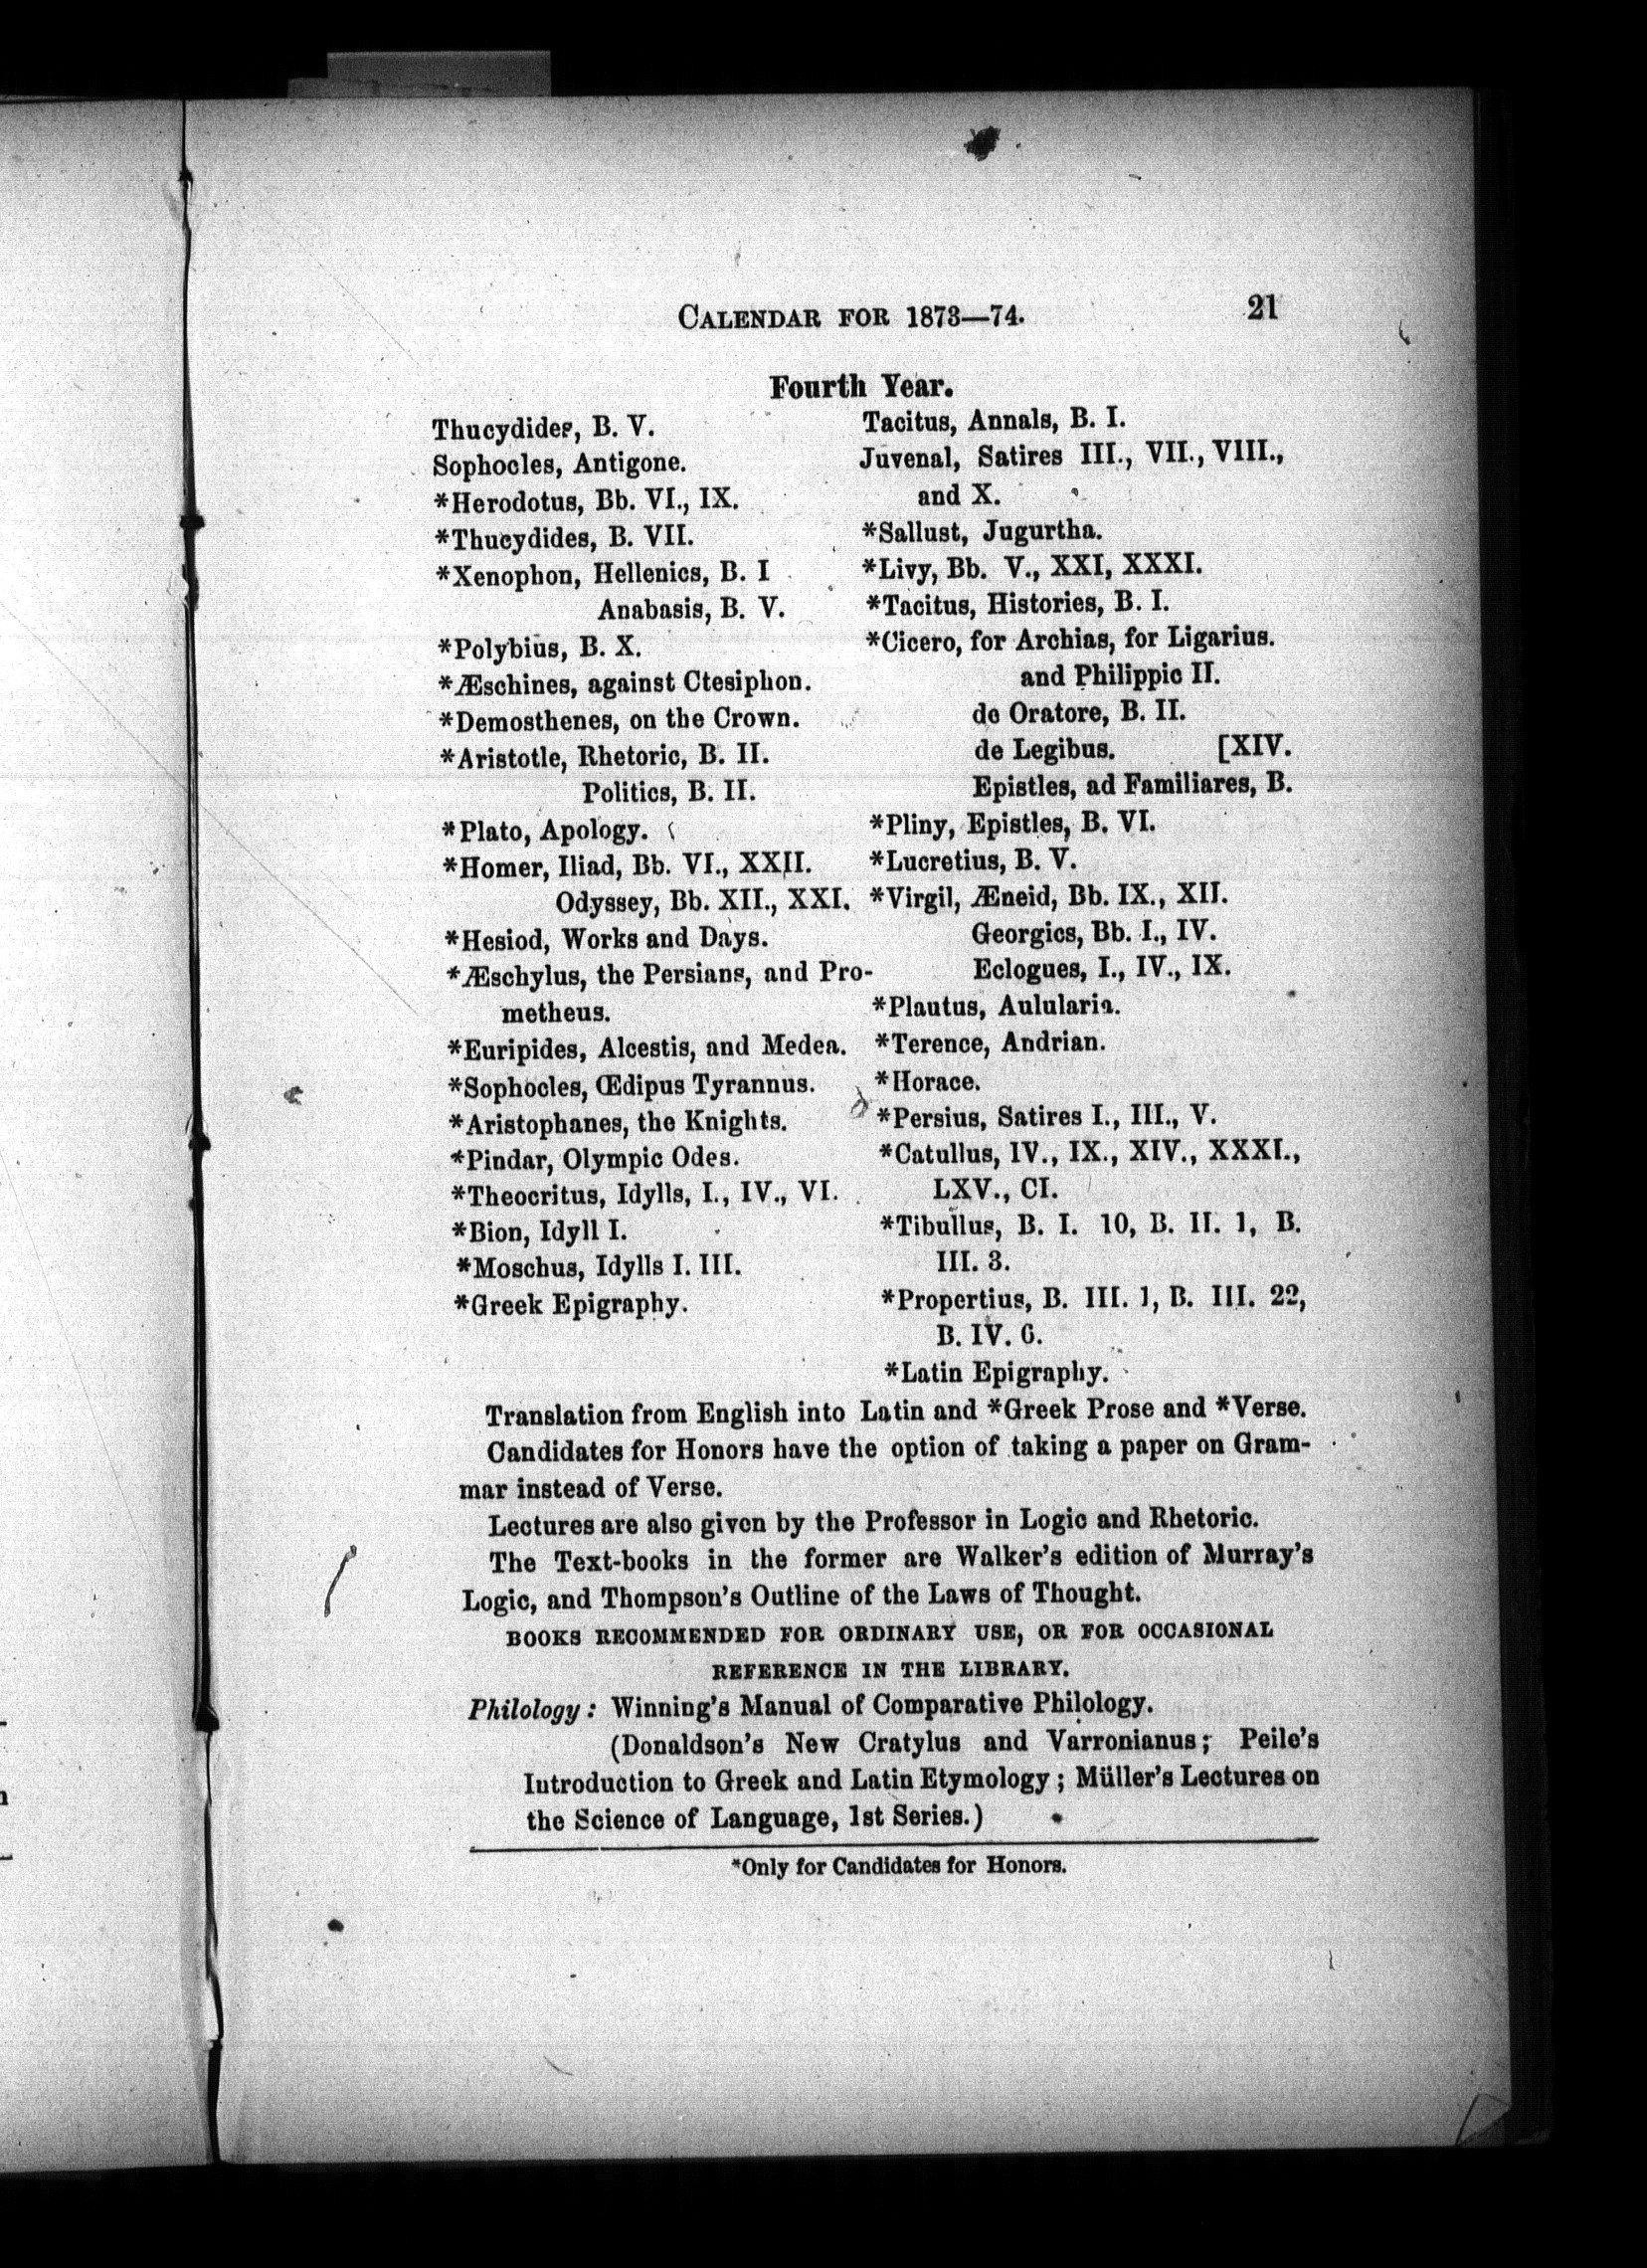 CALENDAR FOR 1873—74.
21
Fourth Year.
Thucydides, B. V.
Sophocles, Antigone.
*Herodotus, Bb. VI., IX.
*Thucydides, B. VII.
*Xenophon, Hellenics, B. I
Anabasis, B. V.
*Polybius, B. X.
*Æschines, against Ctesiphon.
*Demosthenes, on the Crown.
*Aristotle, Rhetoric, B. II.
Politics, B. II.
*Plato, Apology.
*Homer, Iliad, Bb. VI., XXII.
Odyssey, Bb. XII., XXI.
*Hesiod, Works and Days.
*Æschylus, the Persians, and Pro-
metheus.
*Euripides, Alcestis, and Medea.
*Sophocles, Œdipus Tyrannus.
*Aristophanes, the Knights.
*Pindar, Olympic Odes.
*Theocritus, Idylls, I., IV., VI.
*Bion, Idyll I.
*Moschus, Idylls I. III.
*Greek Epigraphy.
Tacitus, Annals, B. I.
Juvenal, Satires III., VII., VIII.,
and X.
*Sallust, Jugurtha.
*Livy, Bb. V., XXI, XXXI.
*Tacitus, Histories, B. I.
*Cicero, for Archias, for Ligarius.
and Philippic II.
de Oratore, B. II.
de Legibus. [XIV.
Epistles, ad Familiares, B.
*Pliny, Epistles, B. VI.
*Lucretius, B. V.
*Virgil, Æneid, Bb. IX., XII.
Georgics, Bb. I., IV.
Eclogues, I., IV., IX.
*Plautus, Aulularia.
*Terence, Andrian.
*Horace.
*Persius, Satires I., III., V.
*Catullus, IV., IX., XIV., XXXI.,
LXV., CI.
*Tibullus, B. I. 10, B. II. 1, B.
III. 3.
*Propertius, B. III. 1, B. III. 22,
B. IV. 6.
*Latin Epigraphy.
Translation from English into Latin and *Greek Prose and *Verse.
Candidates for Honors have the option of taking a paper on Gram-
mar instead of Verse.
Lectures are also given by the Professor in Logic and Rhetoric.
The Text-books in the former are Walker's edition of Murray's
Logic, and Thompson's Outline of the Laws of Thought.
BOOKS RECOMMENDED FOR ORDINARY USE, OR FOR OCCASIONAL
REFERENCE IN THE LIBRARY.
Philology: Winning's Manual of Comparative Philology.
(Donaldson's New Cratylus and Varronianus; Peile's
Introduction to Greek and Latin Etymology; Müller's Lectures on
the Science of Language, 1st Series.)
*Only for Candidates for Honors.